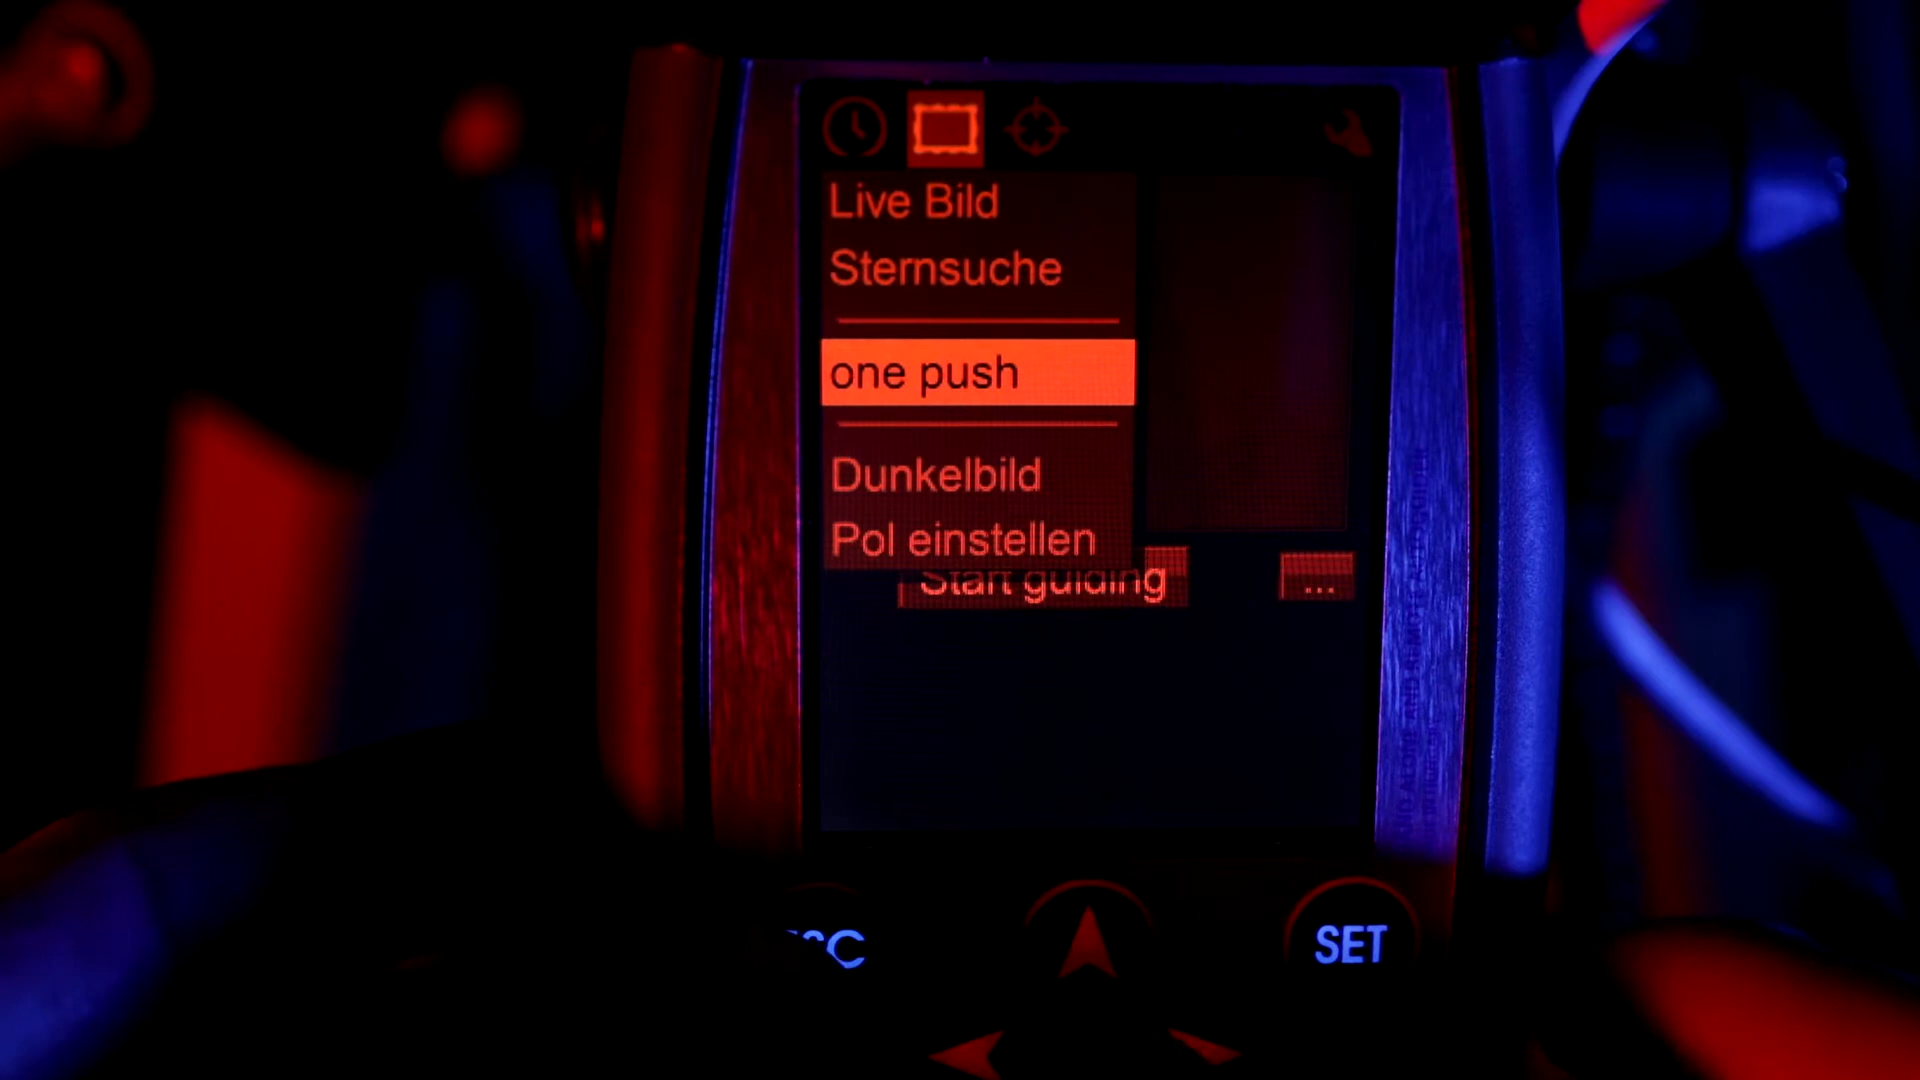 Live Bild
Sternsuche
one push
Dunkelbild
Pol einstellen
Start guiding
...
SET